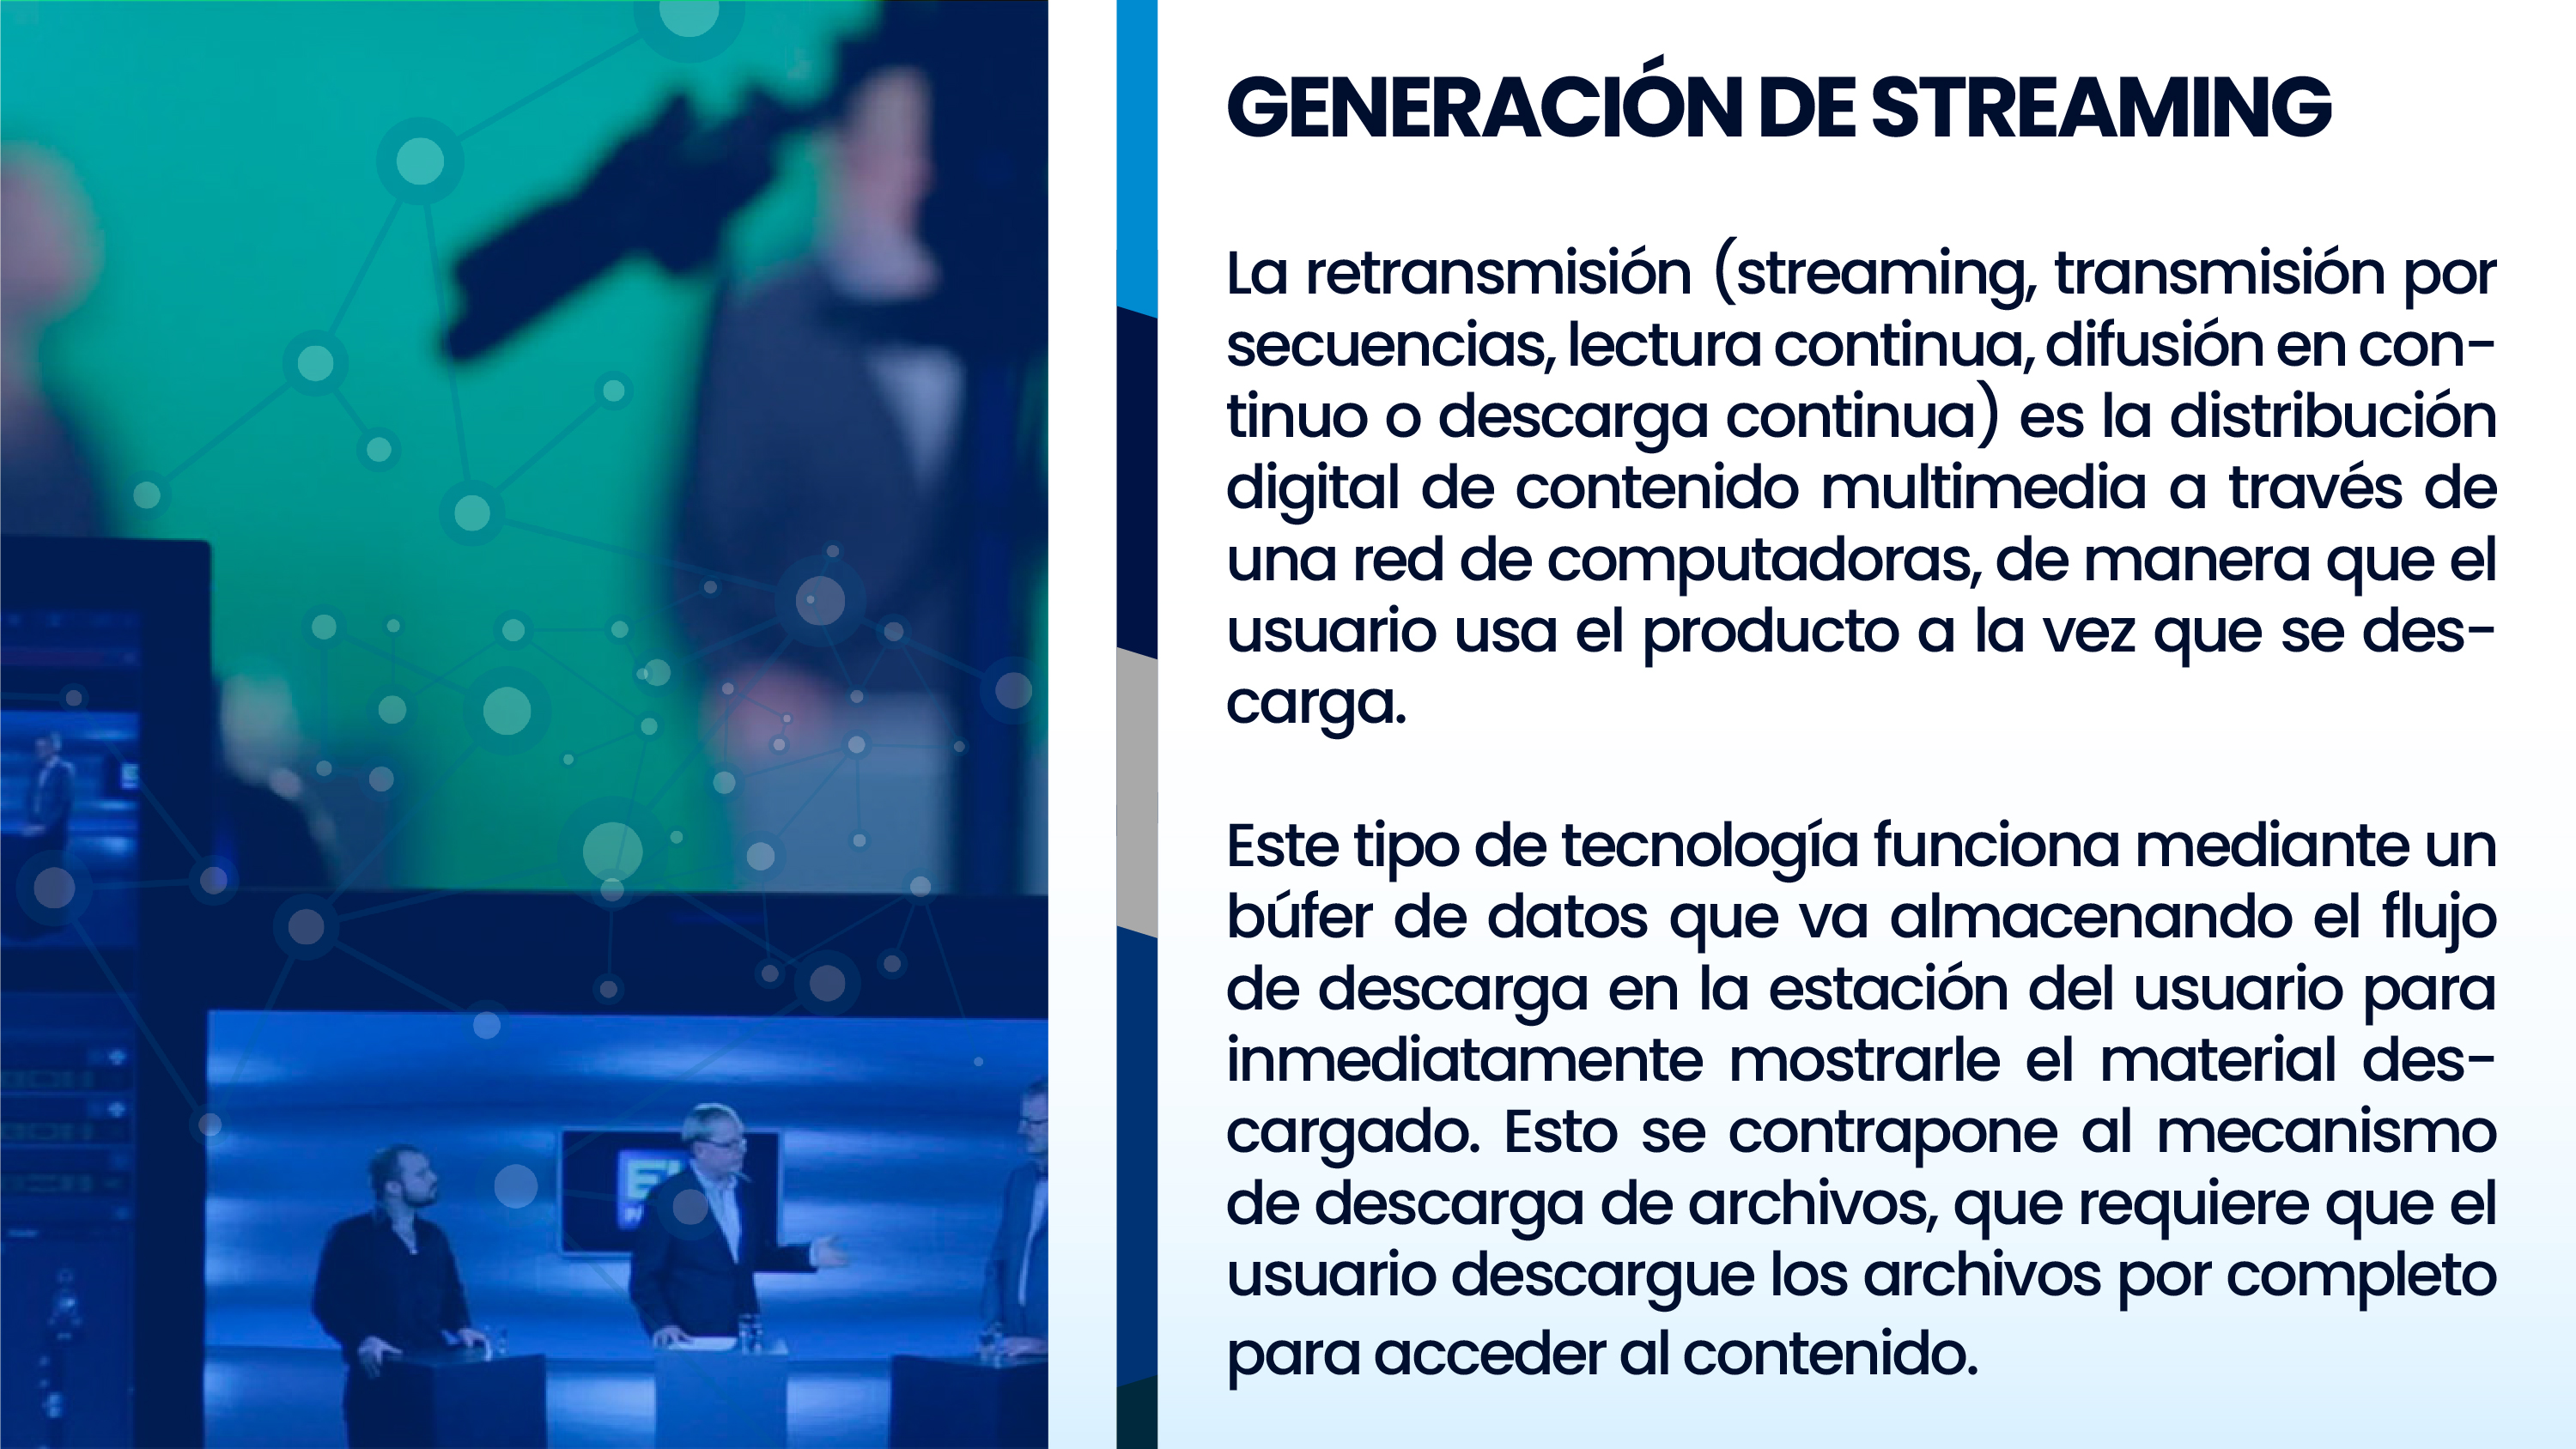 GENERACIÓN DE STREAMING
La retransmisión (streaming, transmisión por
secuencias, lectura continua, difusión en con-
tinuo o descarga continua) es la distribución
digital de contenido multimedia a través de
una red de computadoras, de manera que el
usuario usa el producto a la vez que se des-
carga.
Este tipo de tecnología funciona mediante un
búfer de datos que va almacenando el flujo
de descarga en la estación del usuario para
inmediatamente mostrarle el material des-
cargado. Esto se contrapone al mecanismo
de descarga de archivos, que requiere que el
usuario descargue los archivos por completo
para acceder al contenido.